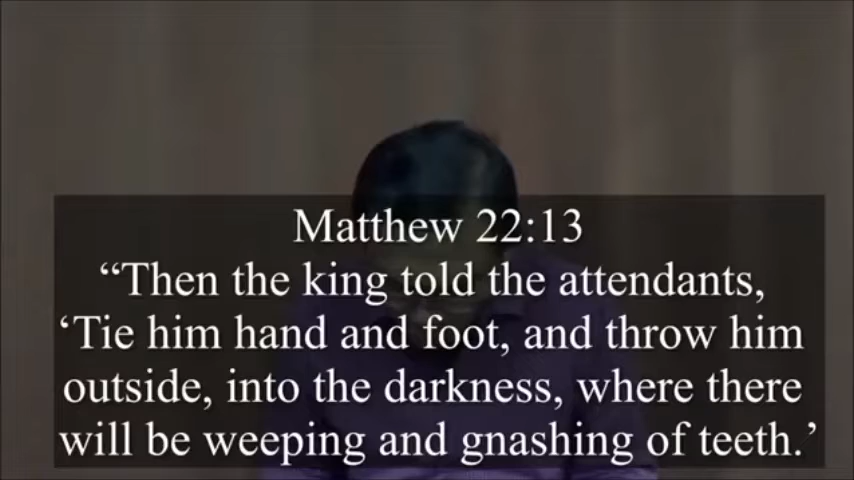 Matthew 22:13
“Then the king told the attendants,
‘Tie him hand and foot, and throw him
outside, into the darkness, where there
will be weeping and gnashing of teeth.’